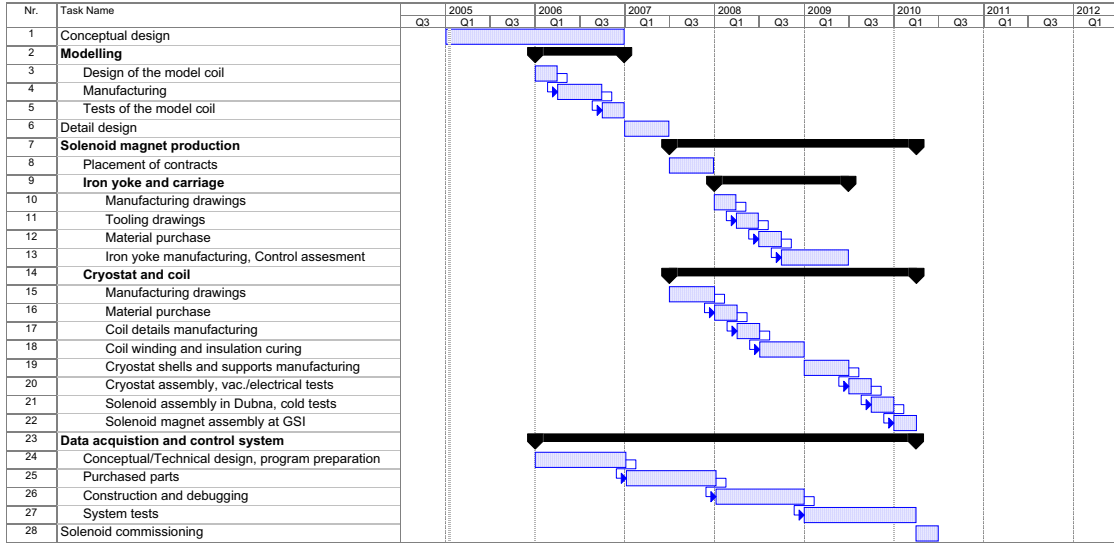 Nr. Task Name 2005 2006 2007 2008 2009 2010 2011 2012
Q3 Q1 Q3 Q1 Q3 Q1 Q3 Q1 Q3 Q1 Q3 Q1 Q3 Q1 Q3 Q1
1 Conceptual design
2 Modelling
3 Design of the model coil
4 Manufacturing
5 Tests of the model coil
6 Detail design
7 Solenoid magnet production
8 Placement of contracts
9 Iron yoke and carriage
10 Manufacturing drawings
11 Tooling drawings
12 Material purchase
13 Iron yoke manufacturing, Control assesment
14 Cryostat and coil
15 Manufacturing drawings
16 Material purchase
17 Coil details manufacturing
18 Coil winding and insulation curing
19 Cryostat shells and supports manufacturing
20 Cryostat assembly, vac./electrical tests
21 Solenoid assembly in Dubna, cold tests
22 Solenoid magnet assembly at GSI
23 Data acquistion and control system
24 Conceptual/Technical design, program preparation
25 Purchased parts
26 Construction and debugging
27 System tests
28 Solenoid commissioning